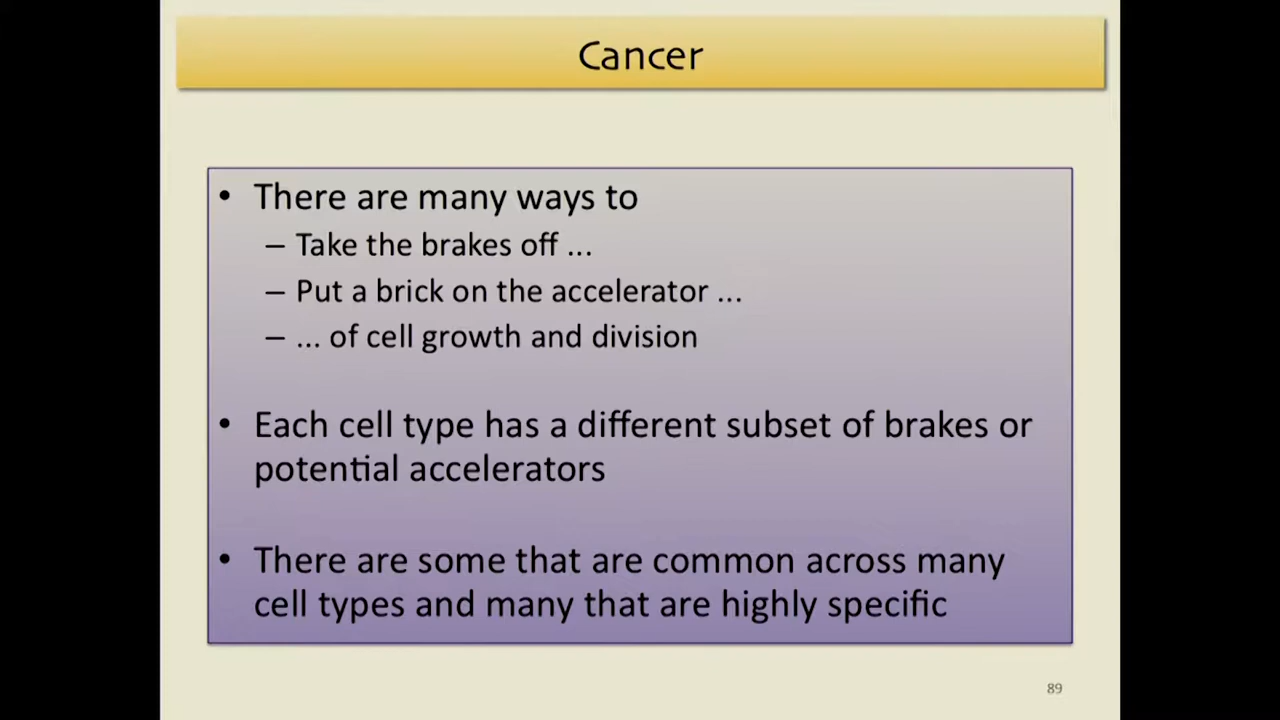 Cancer
• There are many ways to
– Take the brakes off ...
– Put a brick on the accelerator ...
– ... of cell growth and division
• Each cell type has a different subset of brakes or
potential accelerators
• There are some that are common across many
cell types and many that are highly specific
89